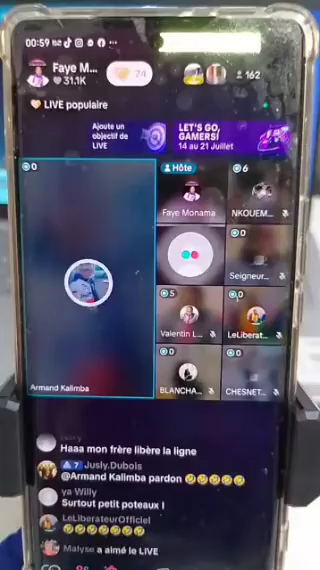 00:59
Faye M...
31.1K
74
162
LIVE populaire
Ajoute un
objectif de
LIVE
LET'S GO,
GAMERS!
14 au 21 Juillet
0
Hôte
6
Faye Monama
NKOUEM...
0
Seigneur...
5
0
Valentin L...
LeLiberat...
0
0
Armand Kalimba
BLANCHA...
CHESNET...
Haaa mon frère libère la ligne
7 Jusly.Dubois
@Armand Kalimba pardon 🤣🤣🤣🤣🤣
ya Willy
Surtout petit poteaux !
LeLiberateurOfficiel
🤣🤣🤣🤣🤣🤣🤣
Malyse a aimé le LIVE